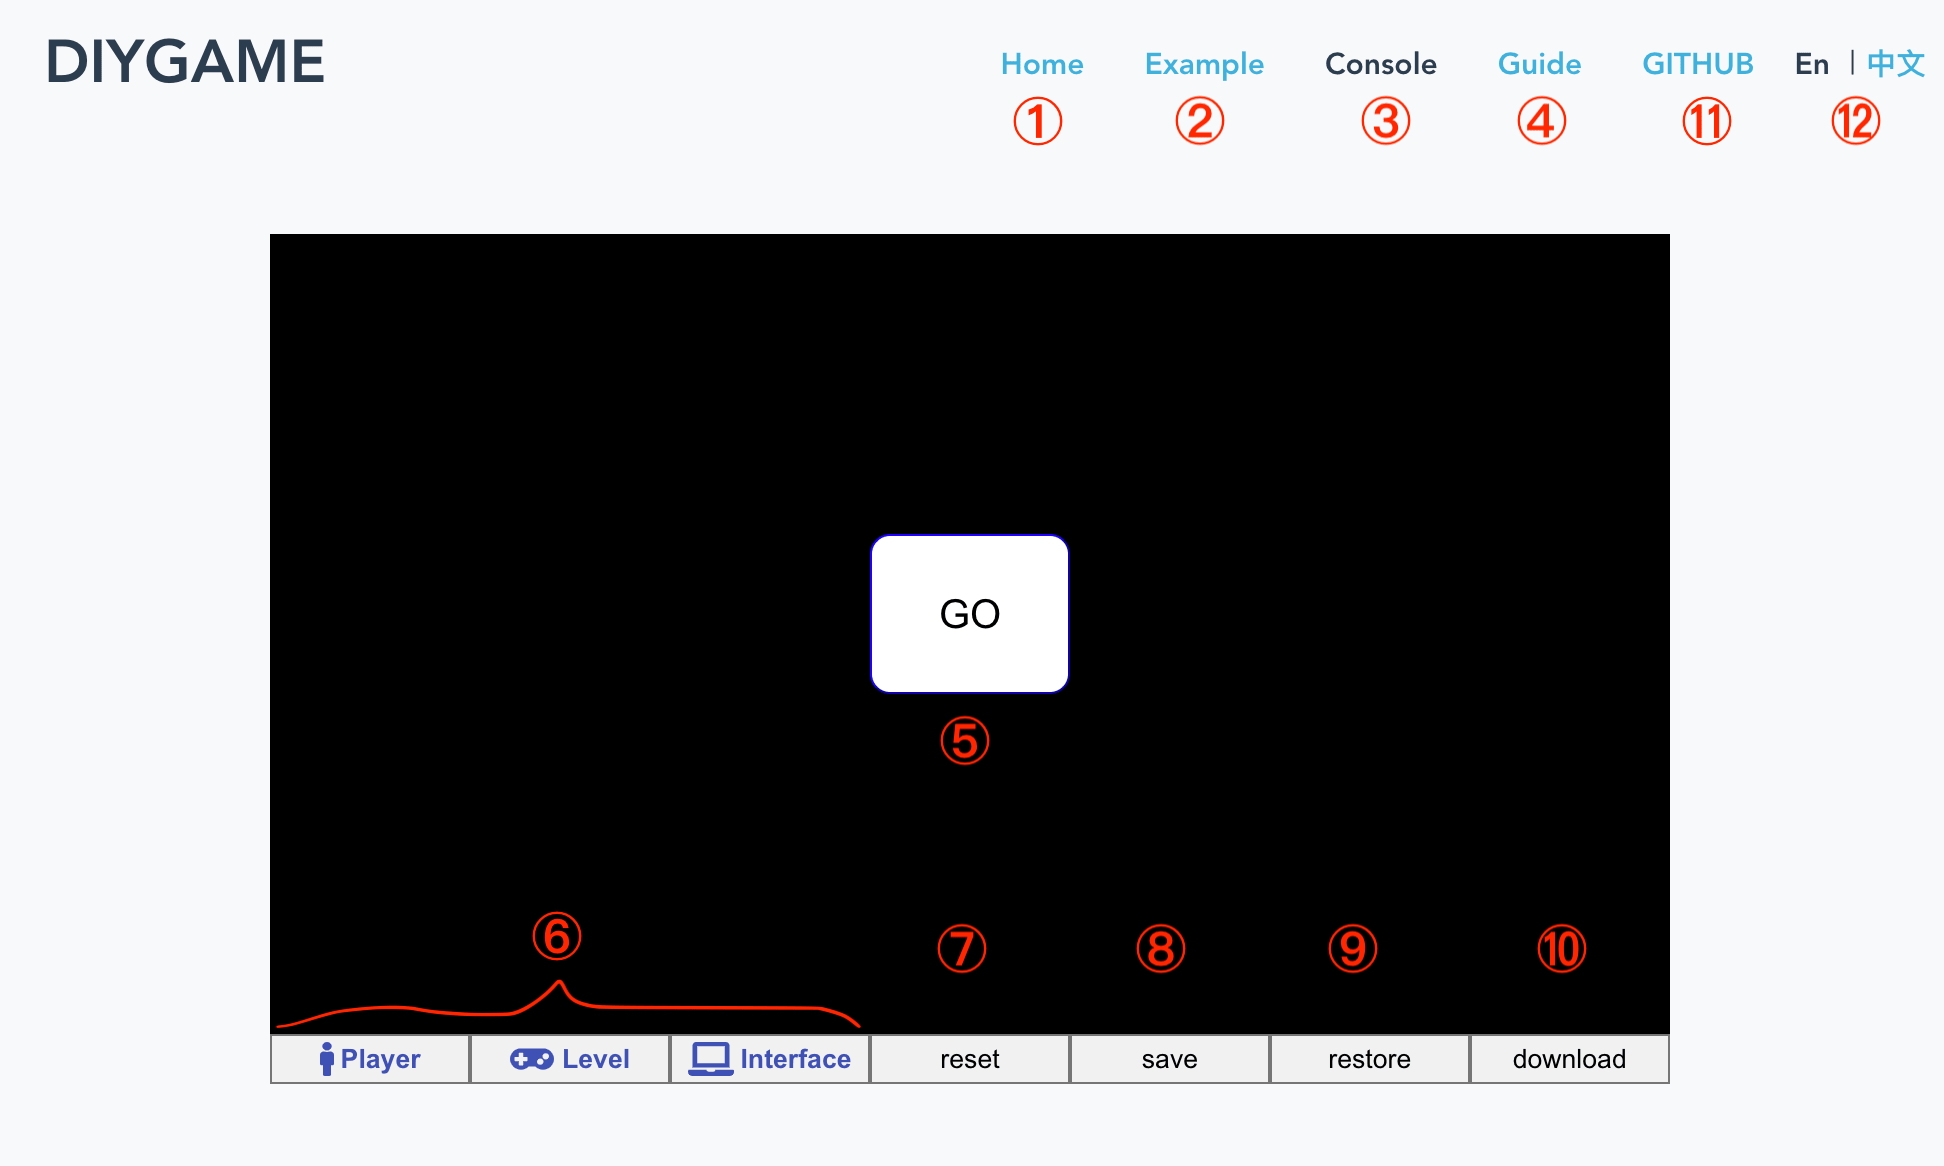 DIYGAME
Home Example Console Guide GITHUB En | 中文
① ② ③ ④ ⑪ ⑫
GO
⑤
⑥ ⑦ ⑧ ⑨ ⑩
Player Level Interface reset save restore download